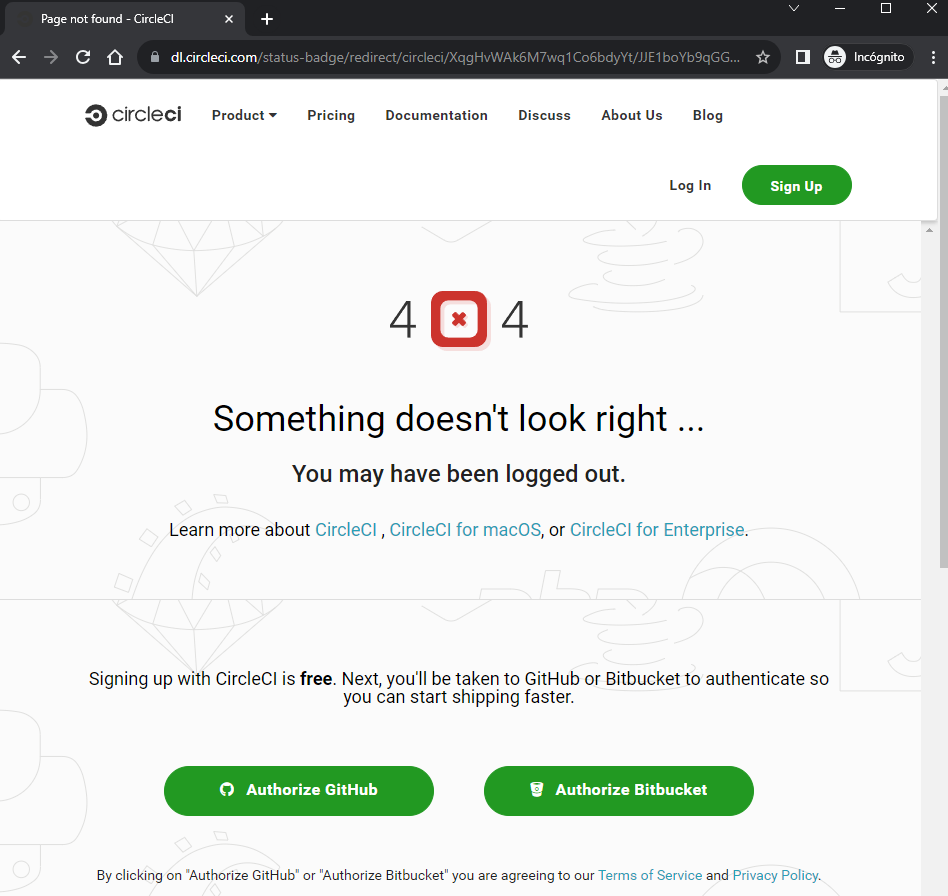 Page not found - CircleCI
dl.circleci.com/status-badge/redirect/circleci/XqgHvWAk6M7wq1Co6bdyYt/JJE1boYb9qGG...
Incógnito
circleci
Product
Pricing
Documentation
Discuss
About Us
Blog
Log In
Sign Up
4 4
Something doesn't look right ...
You may have been logged out.
Learn more about CircleCI , CircleCI for macOS, or CircleCI for Enterprise.
Signing up with CircleCI is free. Next, you'll be taken to GitHub or Bitbucket to authenticate so
you can start shipping faster.
Authorize GitHub
Authorize Bitbucket
By clicking on "Authorize GitHub" or "Authorize Bitbucket" you are agreeing to our Terms of Service and Privacy Policy.